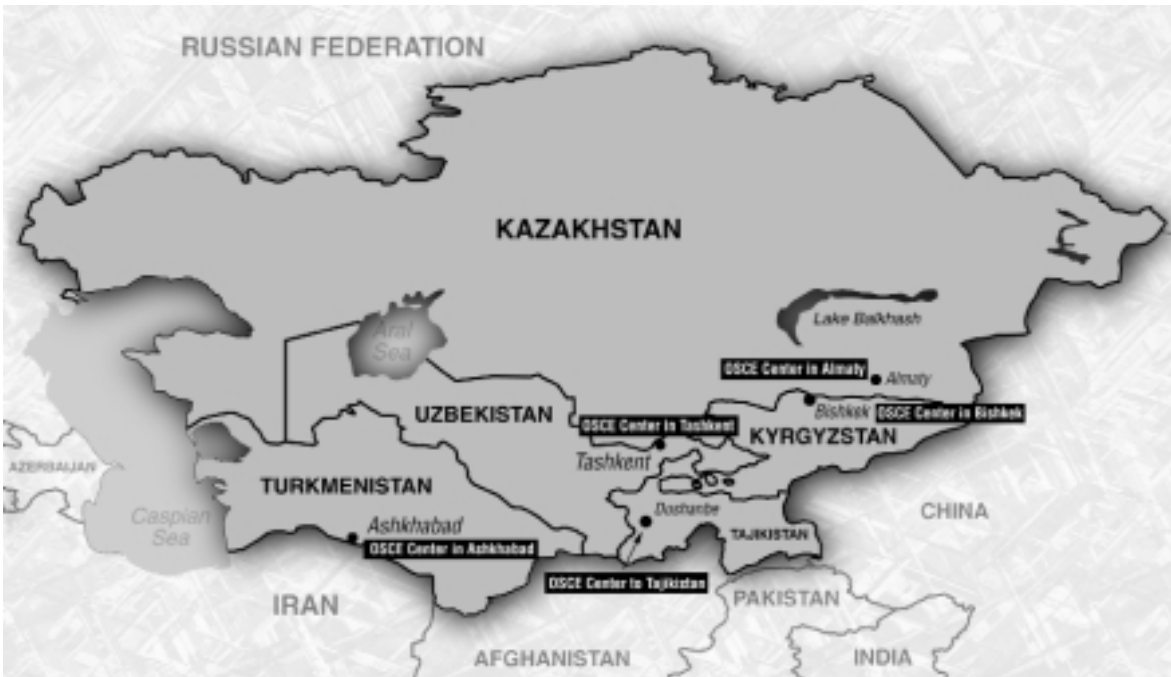 RUSSIAN FEDERATION
KAZAKHSTAN
Aral
Sea
Lake Balkhash
OSCE Center in Almaty
Almaty
UZBEKISTAN
Bishkek
OSCE Center in Bishkek
OSCE Center in Tashkent
KYRGYZSTAN
Tashkent
AZERBAIJAN
TURKMENISTAN
Caspian
Sea
Ashkhabad
OSCE Center in Ashkhabad
Dushanbe
TAJIKISTAN
CHINA
OSCE Center to Tajikistan
IRAN
PAKISTAN
AFGHANISTAN
INDIA